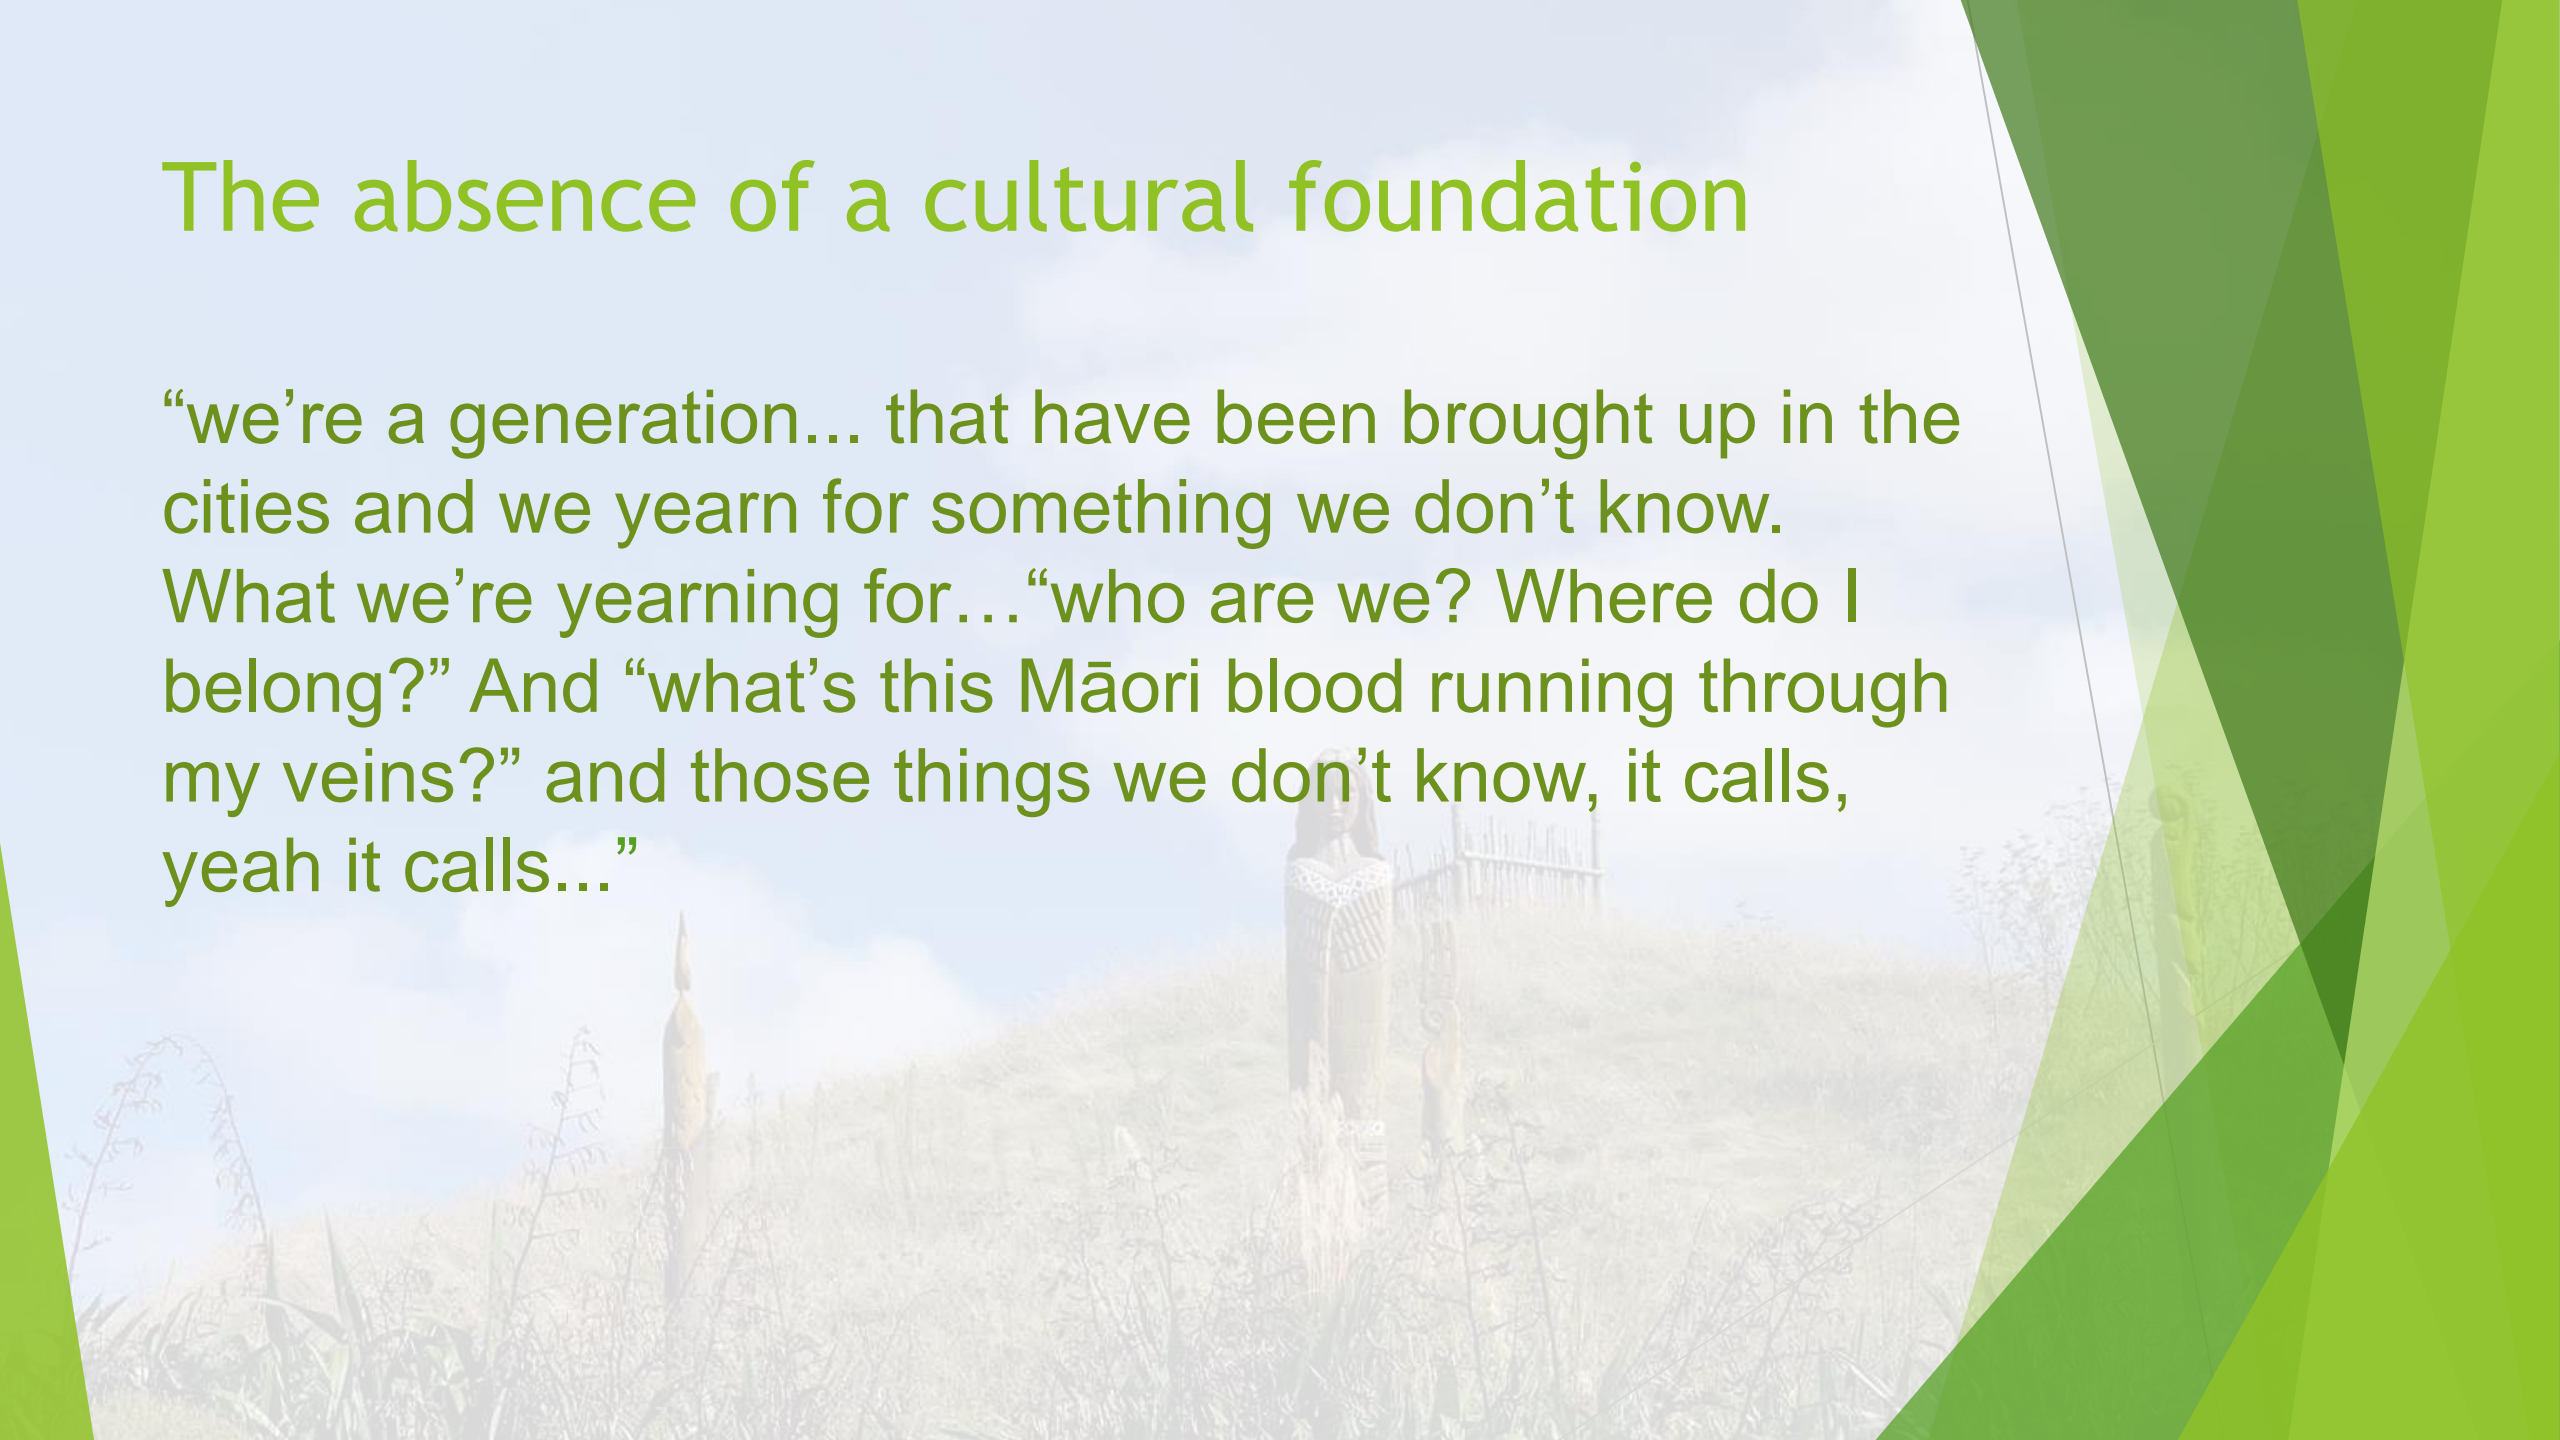 The absence of a cultural foundation
“we’re a generation... that have been brought up in the
cities and we yearn for something we don’t know.
What we’re yearning for…“who are we? Where do I
belong?” And “what’s this Māori blood running through
my veins?” and those things we don’t know, it calls,
yeah it calls...”